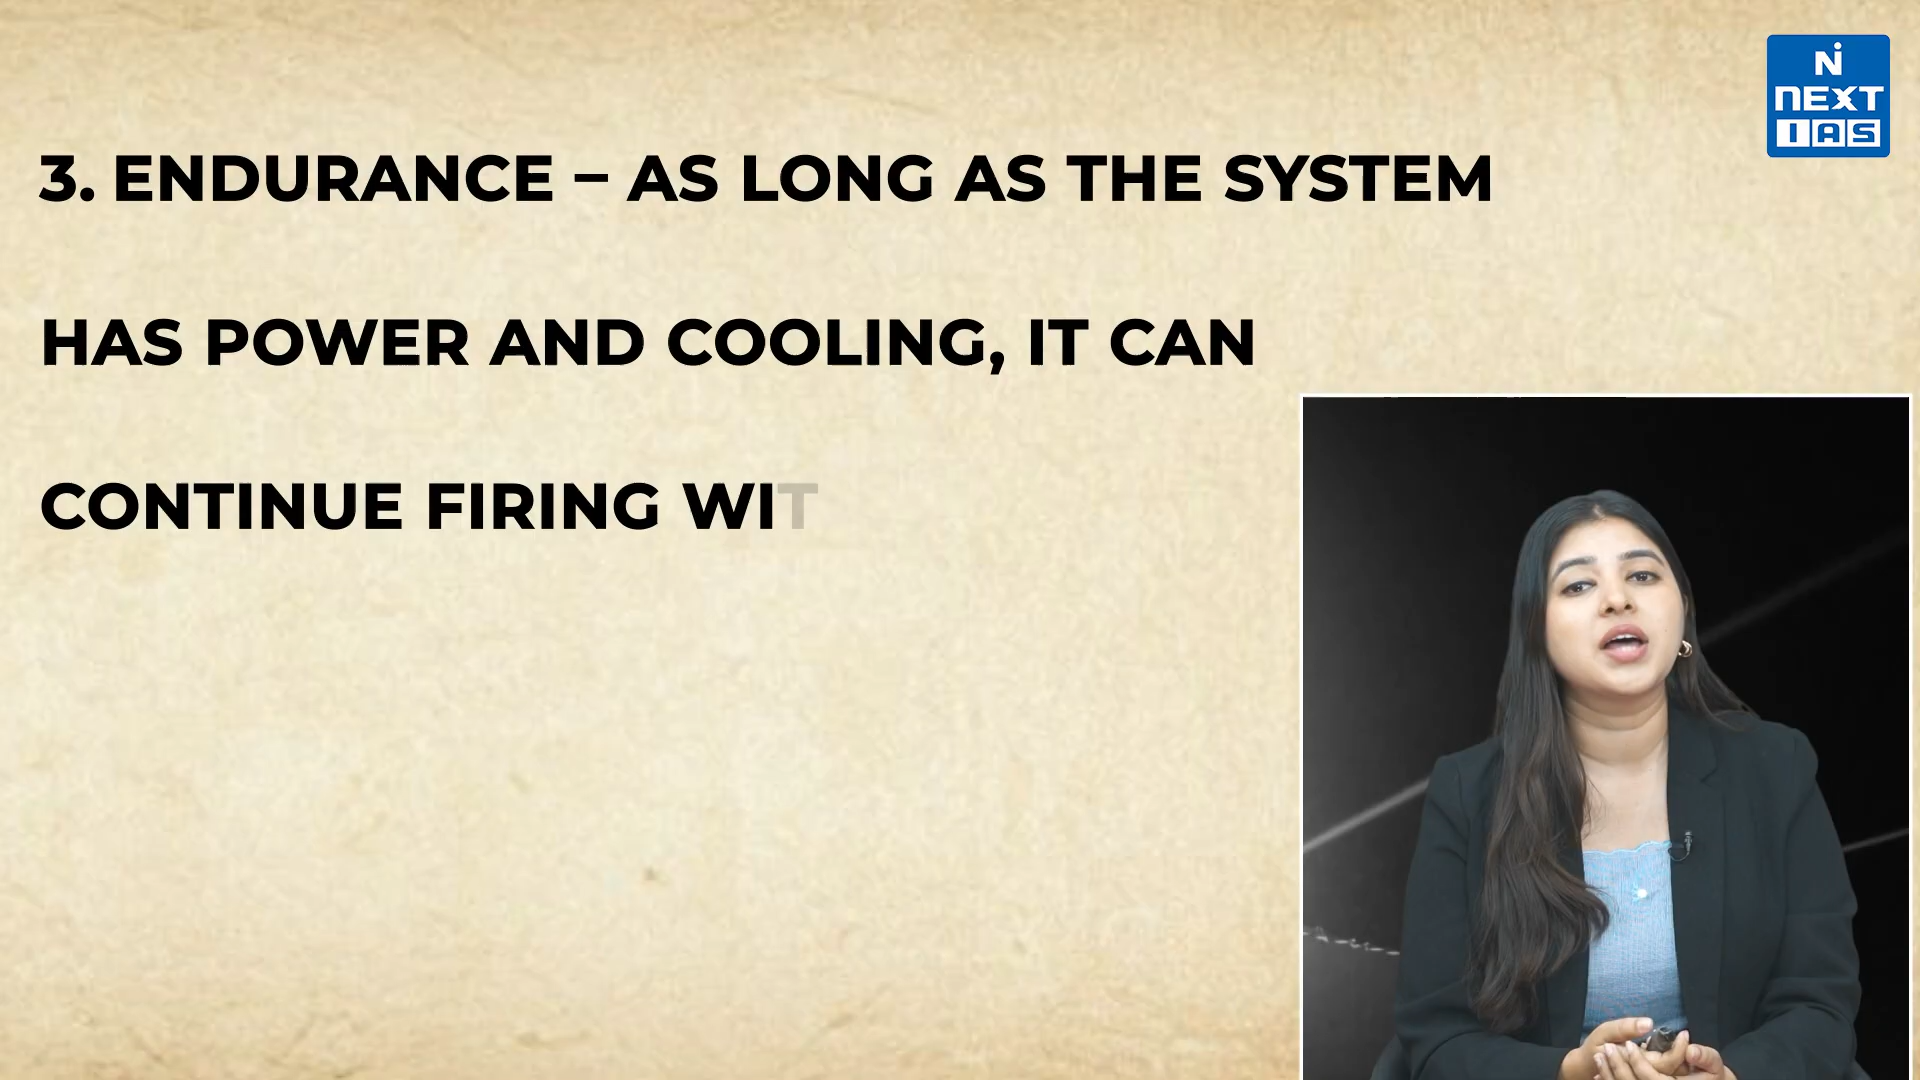 3. ENDURANCE – AS LONG AS THE SYSTEM
HAS POWER AND COOLING, IT CAN
CONTINUE FIRING WIT
N
NEXT
IAS